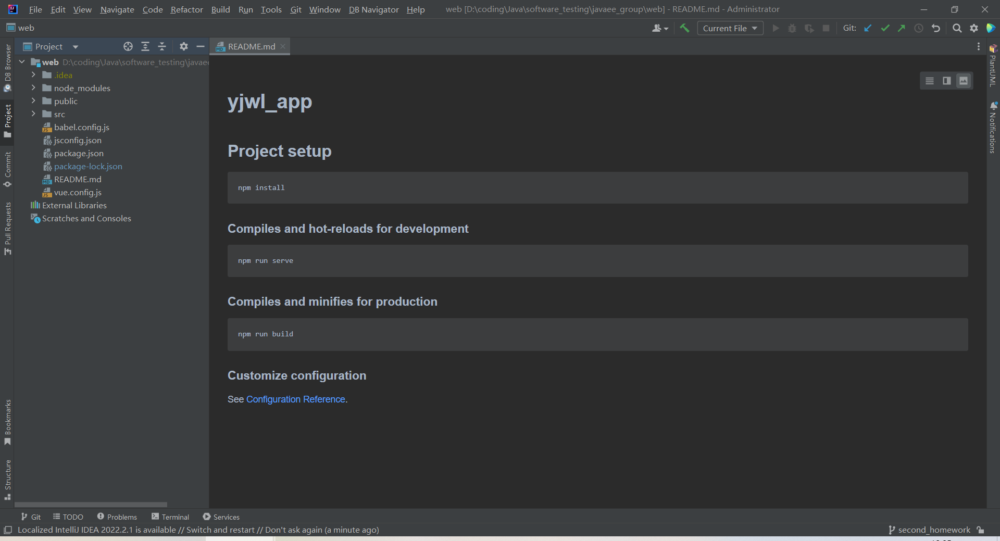 File Edit View Navigate Code Refactor Build Run Tools Git Window DB Navigator Help web [D:\coding\Java\software_testing\javaee_group\web] - README.md - Administrator
web
Current File
Git:
Project
README.md
web D:\coding\Java\software_testing\javae
.idea
node_modules
public
src
babel.config.js
jsconfig.json
package.json
package-lock.json
README.md
vue.config.js
External Libraries
Scratches and Consoles
DB Browser
Project
Commit
Pull Requests
Bookmarks
Structure
yjwl_app
Project setup
npm install
Compiles and hot-reloads for development
npm run serve
Compiles and minifies for production
npm run build
Customize configuration
See Configuration Reference.
PlantUML
Notifications
Git TODO Problems Terminal Services
Localized IntelliJ IDEA 2022.2.1 is available // Switch and restart // Don't ask again (a minute ago)
second_homework